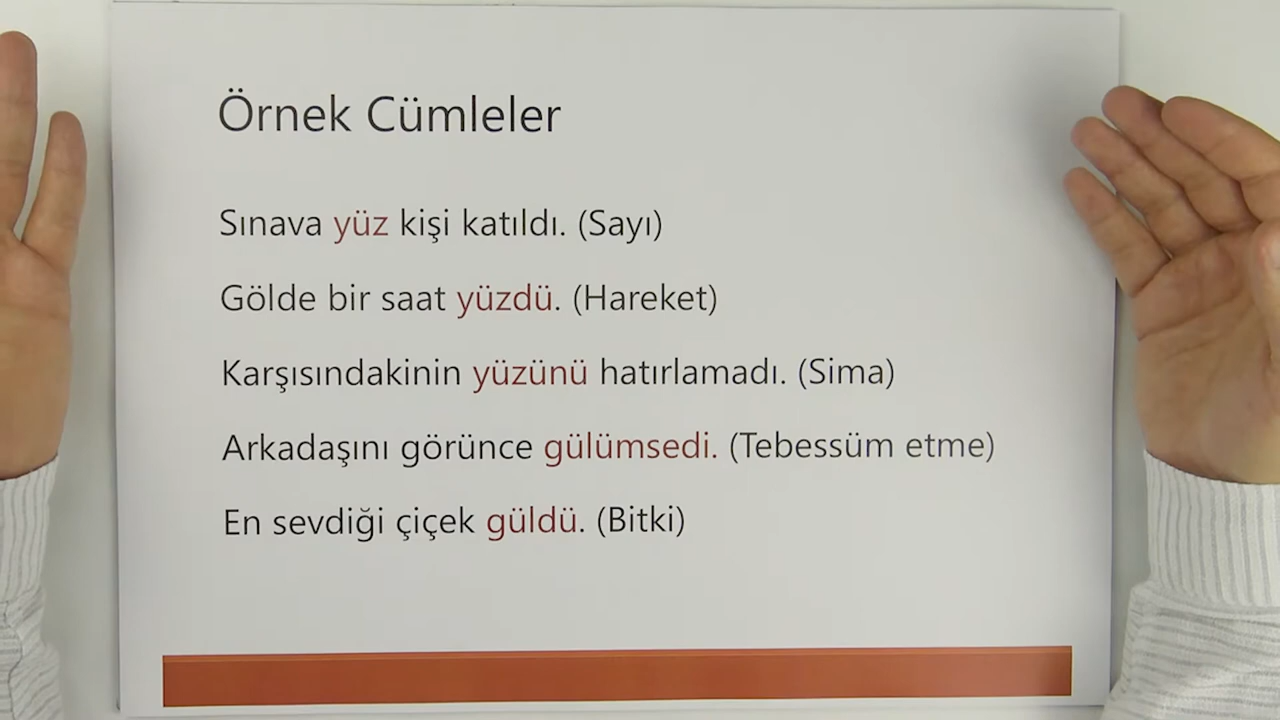 Örnek Cümleler
Sınava yüz kişi katıldı. (Sayı)
Gölde bir saat yüzdü. (Hareket)
Karşısındakinin yüzünü hatırlamadı. (Sima)
Arkadaşını görünce gülümsedi. (Tebessüm etme)
En sevdiği çiçek güldü. (Bitki)